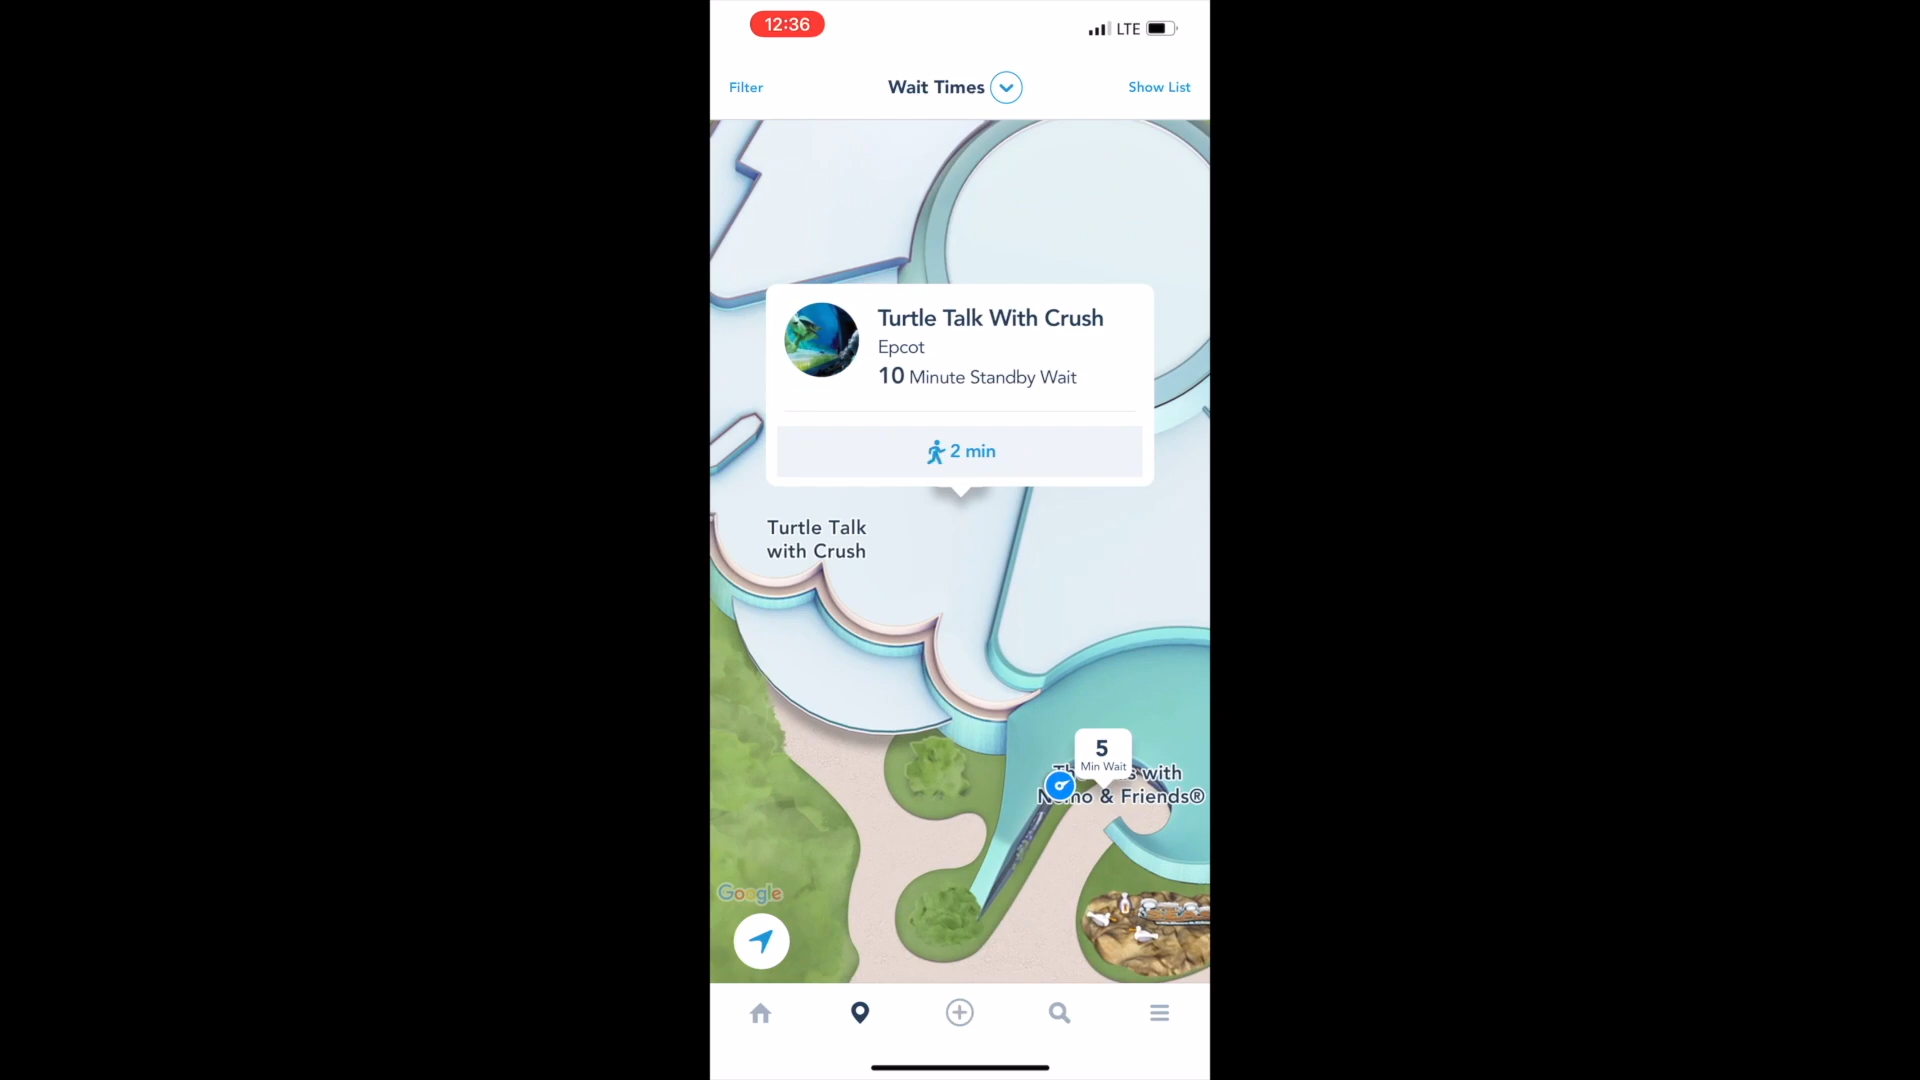 12:36
LTE
Filter
Wait Times
Show List
Turtle Talk With Crush
Epcot
10 Minute Standby Wait
2 min
Turtle Talk
with Crush
5
Min Wait
with
& Friends®
Google